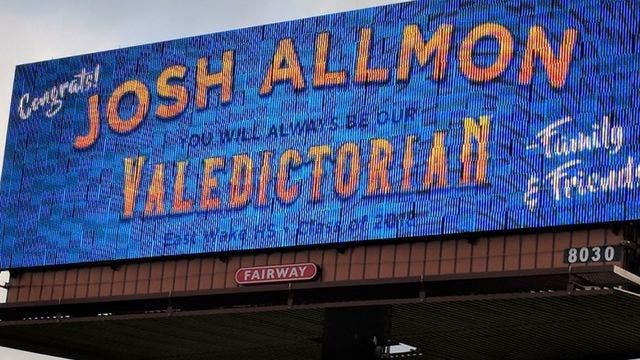 Congrats!
JOSH ALLMON
YOU WILL ALWAYS BE OUR
VALEDICTORIAN
-Family
& Friends
East Wake HS • Class of
FAIRWAY
8030